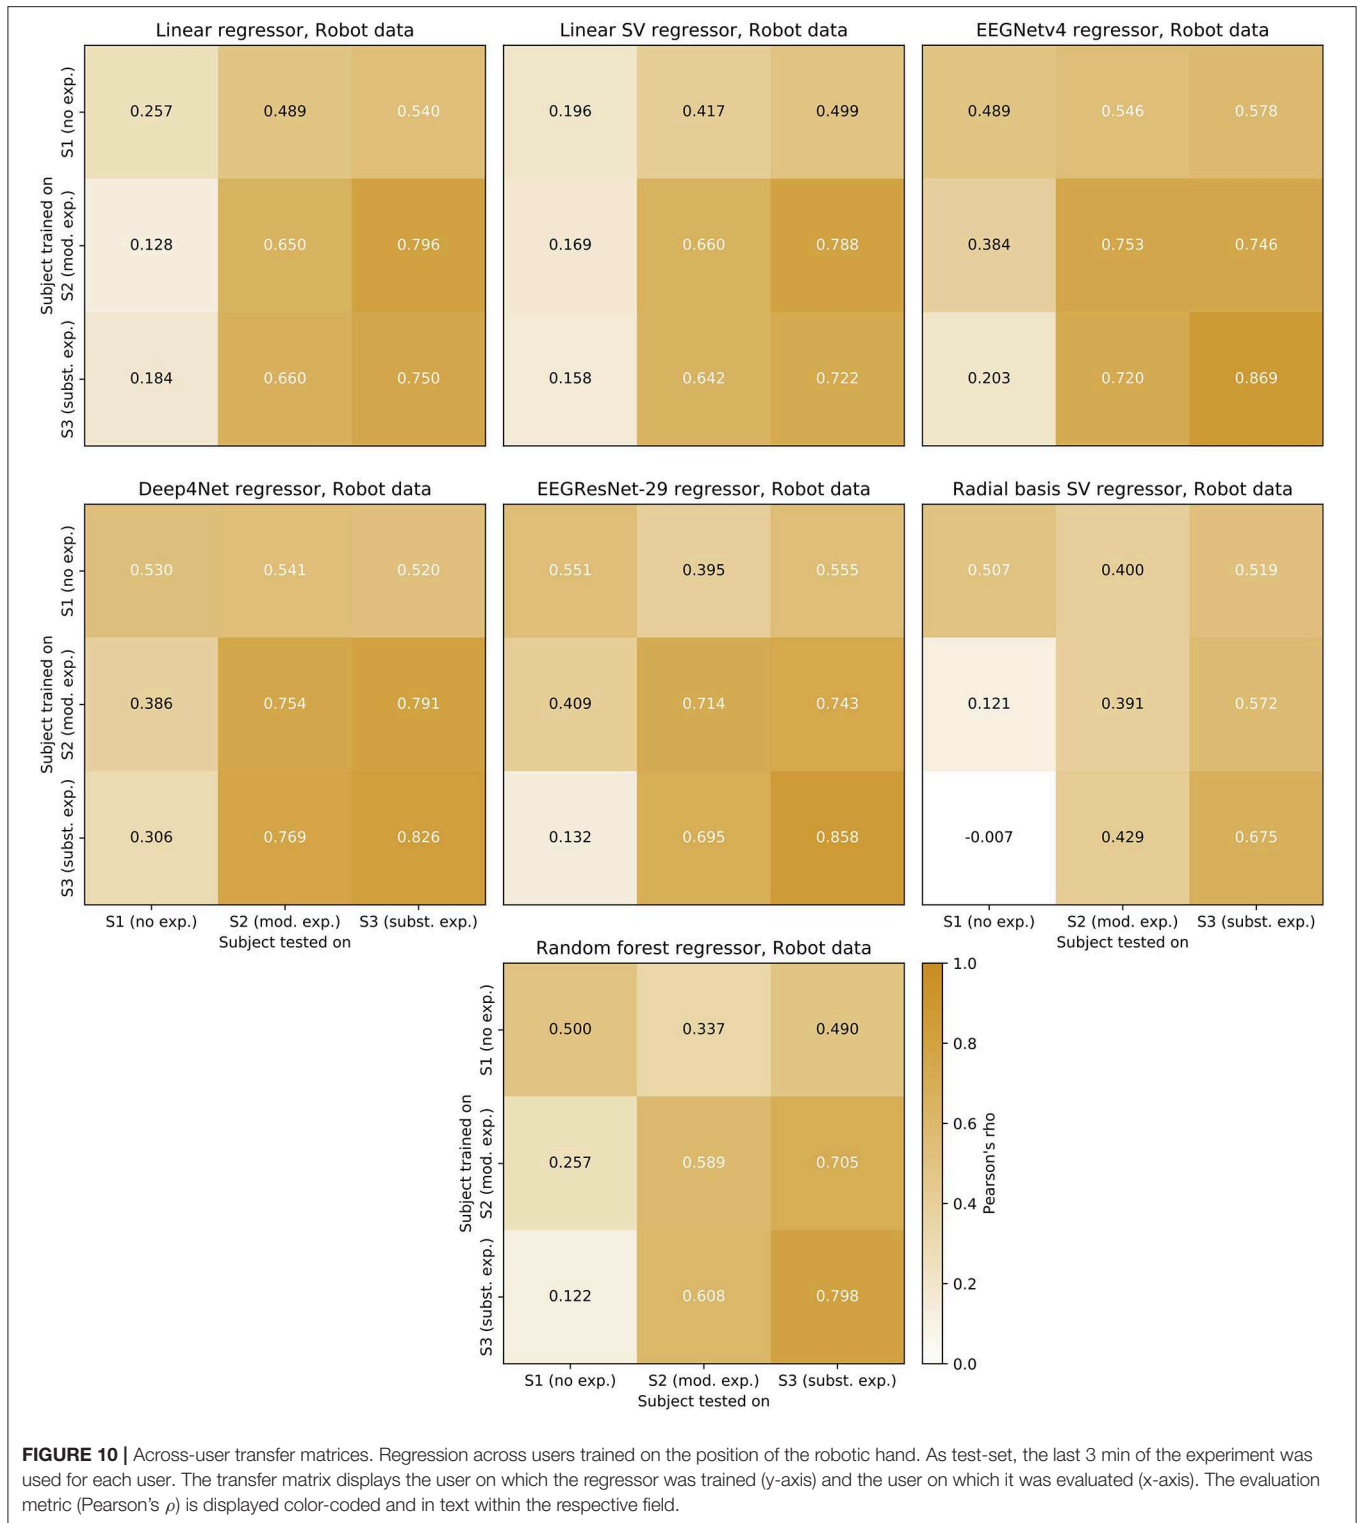 Linear regressor, Robot data
Linear SV regressor, Robot data
EEGNetv4 regressor, Robot data
Subject trained on
S1 (no exp.)
S2 (mod. exp.)
S3 (subst. exp.)
0.257 0.489 0.540
0.128 0.650 0.796
0.184 0.660 0.750
0.196 0.417 0.499
0.169 0.660 0.788
0.158 0.642 0.722
0.489 0.546 0.578
0.384 0.753 0.746
0.203 0.720 0.869
Deep4Net regressor, Robot data
EEGResNet-29 regressor, Robot data
Radial basis SV regressor, Robot data
Subject trained on
S1 (no exp.)
S2 (mod. exp.)
S3 (subst. exp.)
0.530 0.541 0.520
0.386 0.754 0.791
0.306 0.769 0.826
S1 (no exp.) S2 (mod. exp.) S3 (subst. exp.)
Subject tested on
0.551 0.395 0.555
0.409 0.714 0.743
0.132 0.695 0.858
0.507 0.400 0.519
0.121 0.391 0.572
-0.007 0.429 0.675
S1 (no exp.) S2 (mod. exp.) S3 (subst. exp.)
Subject tested on
Random forest regressor, Robot data
Subject trained on
S1 (no exp.)
S2 (mod. exp.)
S3 (subst. exp.)
0.500 0.337 0.490
0.257 0.589 0.705
0.122 0.608 0.798
S1 (no exp.) S2 (mod. exp.) S3 (subst. exp.)
Subject tested on
1.0
0.8
0.6
0.4
0.2
0.0
Pearson's rho
FIGURE 10 | Across-user transfer matrices. Regression across users trained on the position of the robotic hand. As test-set, the last 3 min of the experiment was
used for each user. The transfer matrix displays the user on which the regressor was trained (y-axis) and the user on which it was evaluated (x-axis). The evaluation
metric (Pearson's ρ) is displayed color-coded and in text within the respective field.